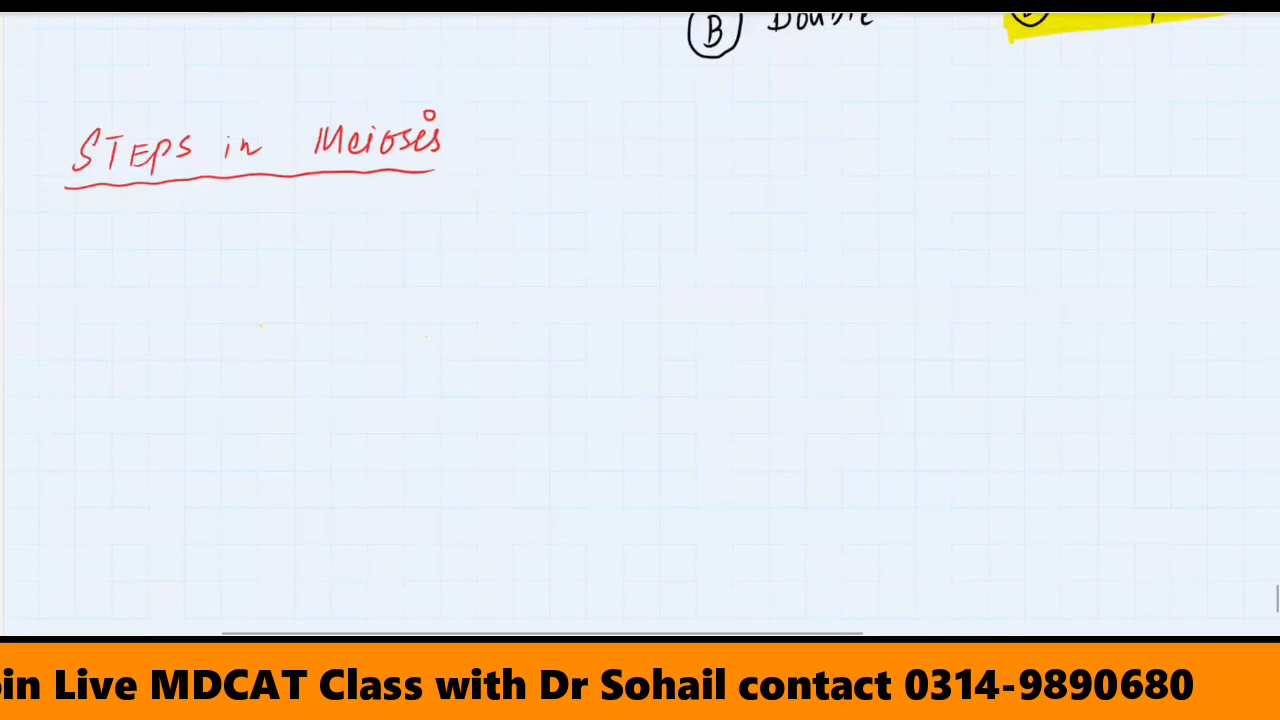 B Double
STEPS in Meioses
in Live MDCAT Class with Dr Sohail contact 0314-9890680